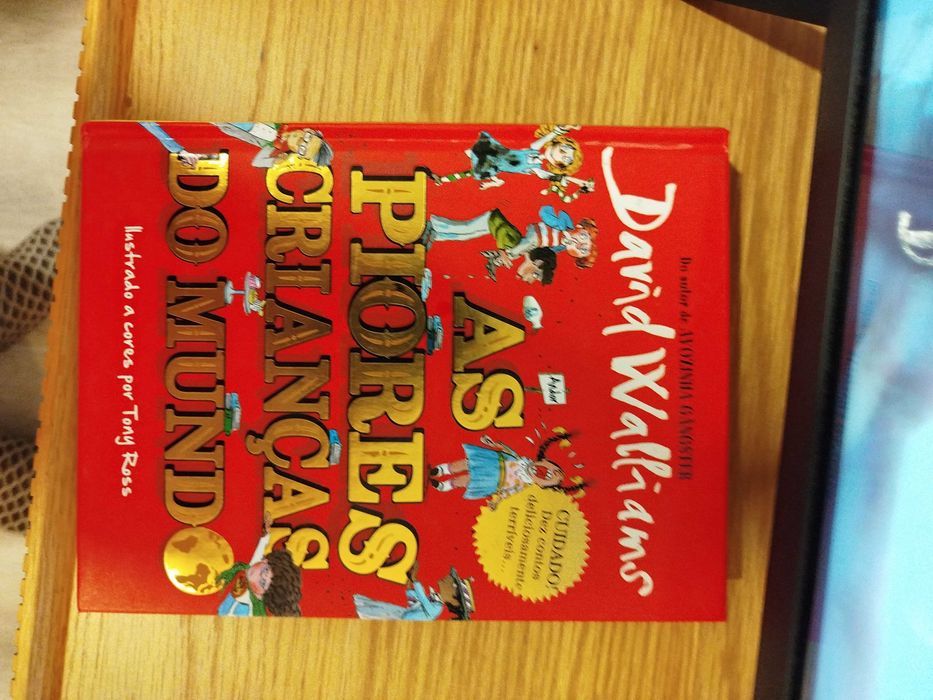 Do autor de AVOZINHA GÂNGSTER
David Walliams
AS
PIORES
CRIANÇAS
DO MUNDO
CUIDADO!
Dez contos
deliciosamente
terríveis...
Ilustrado a cores por Tony Ross